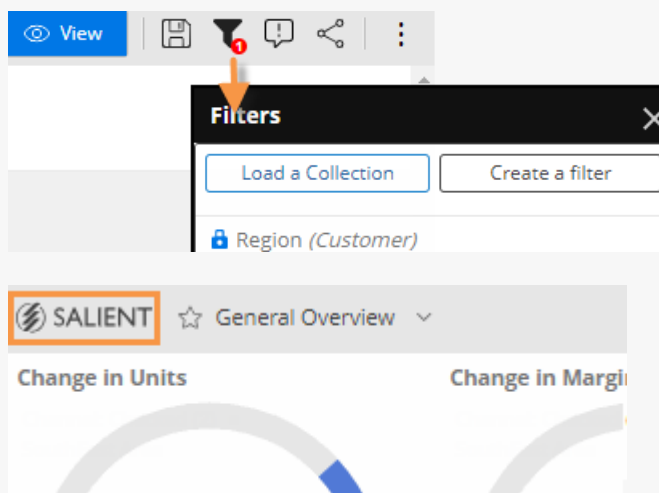 View
1
Filters
Load a Collection
Create a filter
Region (Customer)
SALIENT
General Overview
Change in Units
Change in Margi